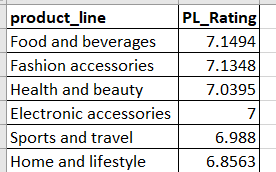 product_line PL_Rating
Food and beverages 7.1494
Fashion accessories 7.1348
Health and beauty 7.0395
Electronic accessories 7
Sports and travel 6.988
Home and lifestyle 6.8563